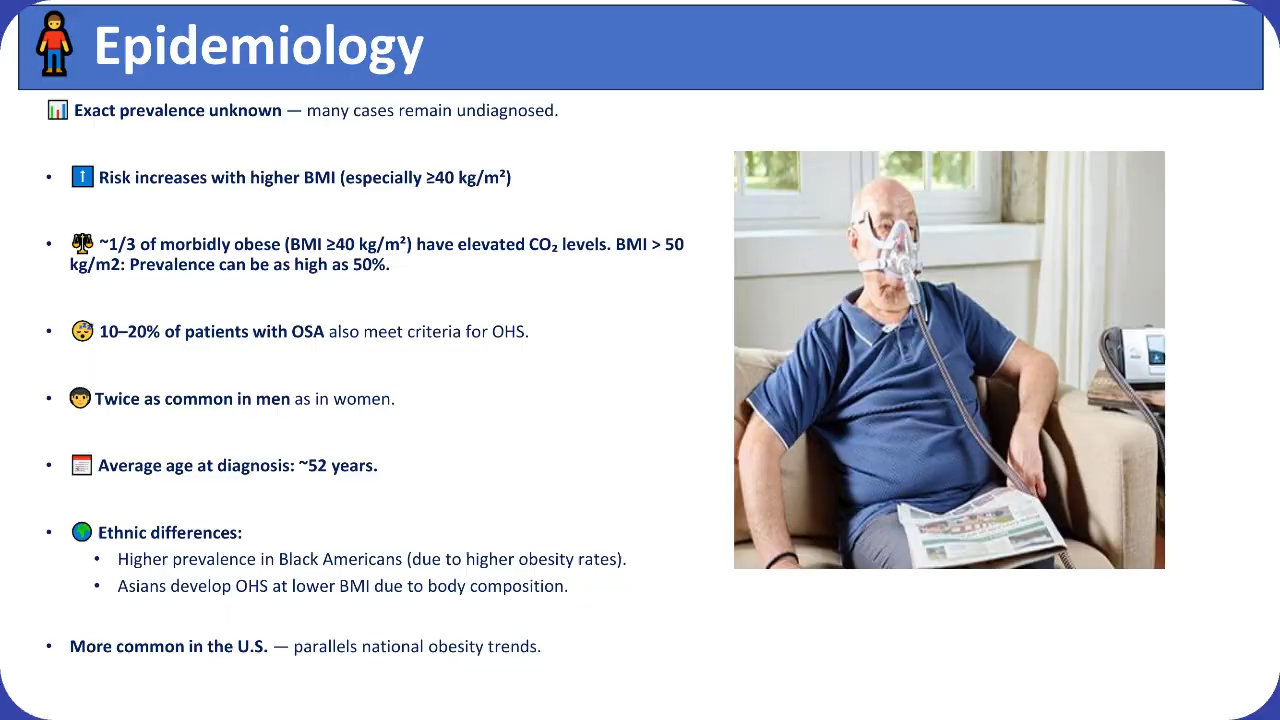 Epidemiology
📊 Exact prevalence unknown — many cases remain undiagnosed.
• ⬆️ Risk increases with higher BMI (especially ≥40 kg/m²)
• ⚖️ ~1/3 of morbidly obese (BMI ≥40 kg/m²) have elevated CO₂ levels. BMI > 50
kg/m2: Prevalence can be as high as 50%.
• 😴 10–20% of patients with OSA also meet criteria for OHS.
• 🧑 Twice as common in men as in women.
• 📅 Average age at diagnosis: ~52 years.
• 🌍 Ethnic differences:
• Higher prevalence in Black Americans (due to higher obesity rates).
• Asians develop OHS at lower BMI due to body composition.
• More common in the U.S. — parallels national obesity trends.